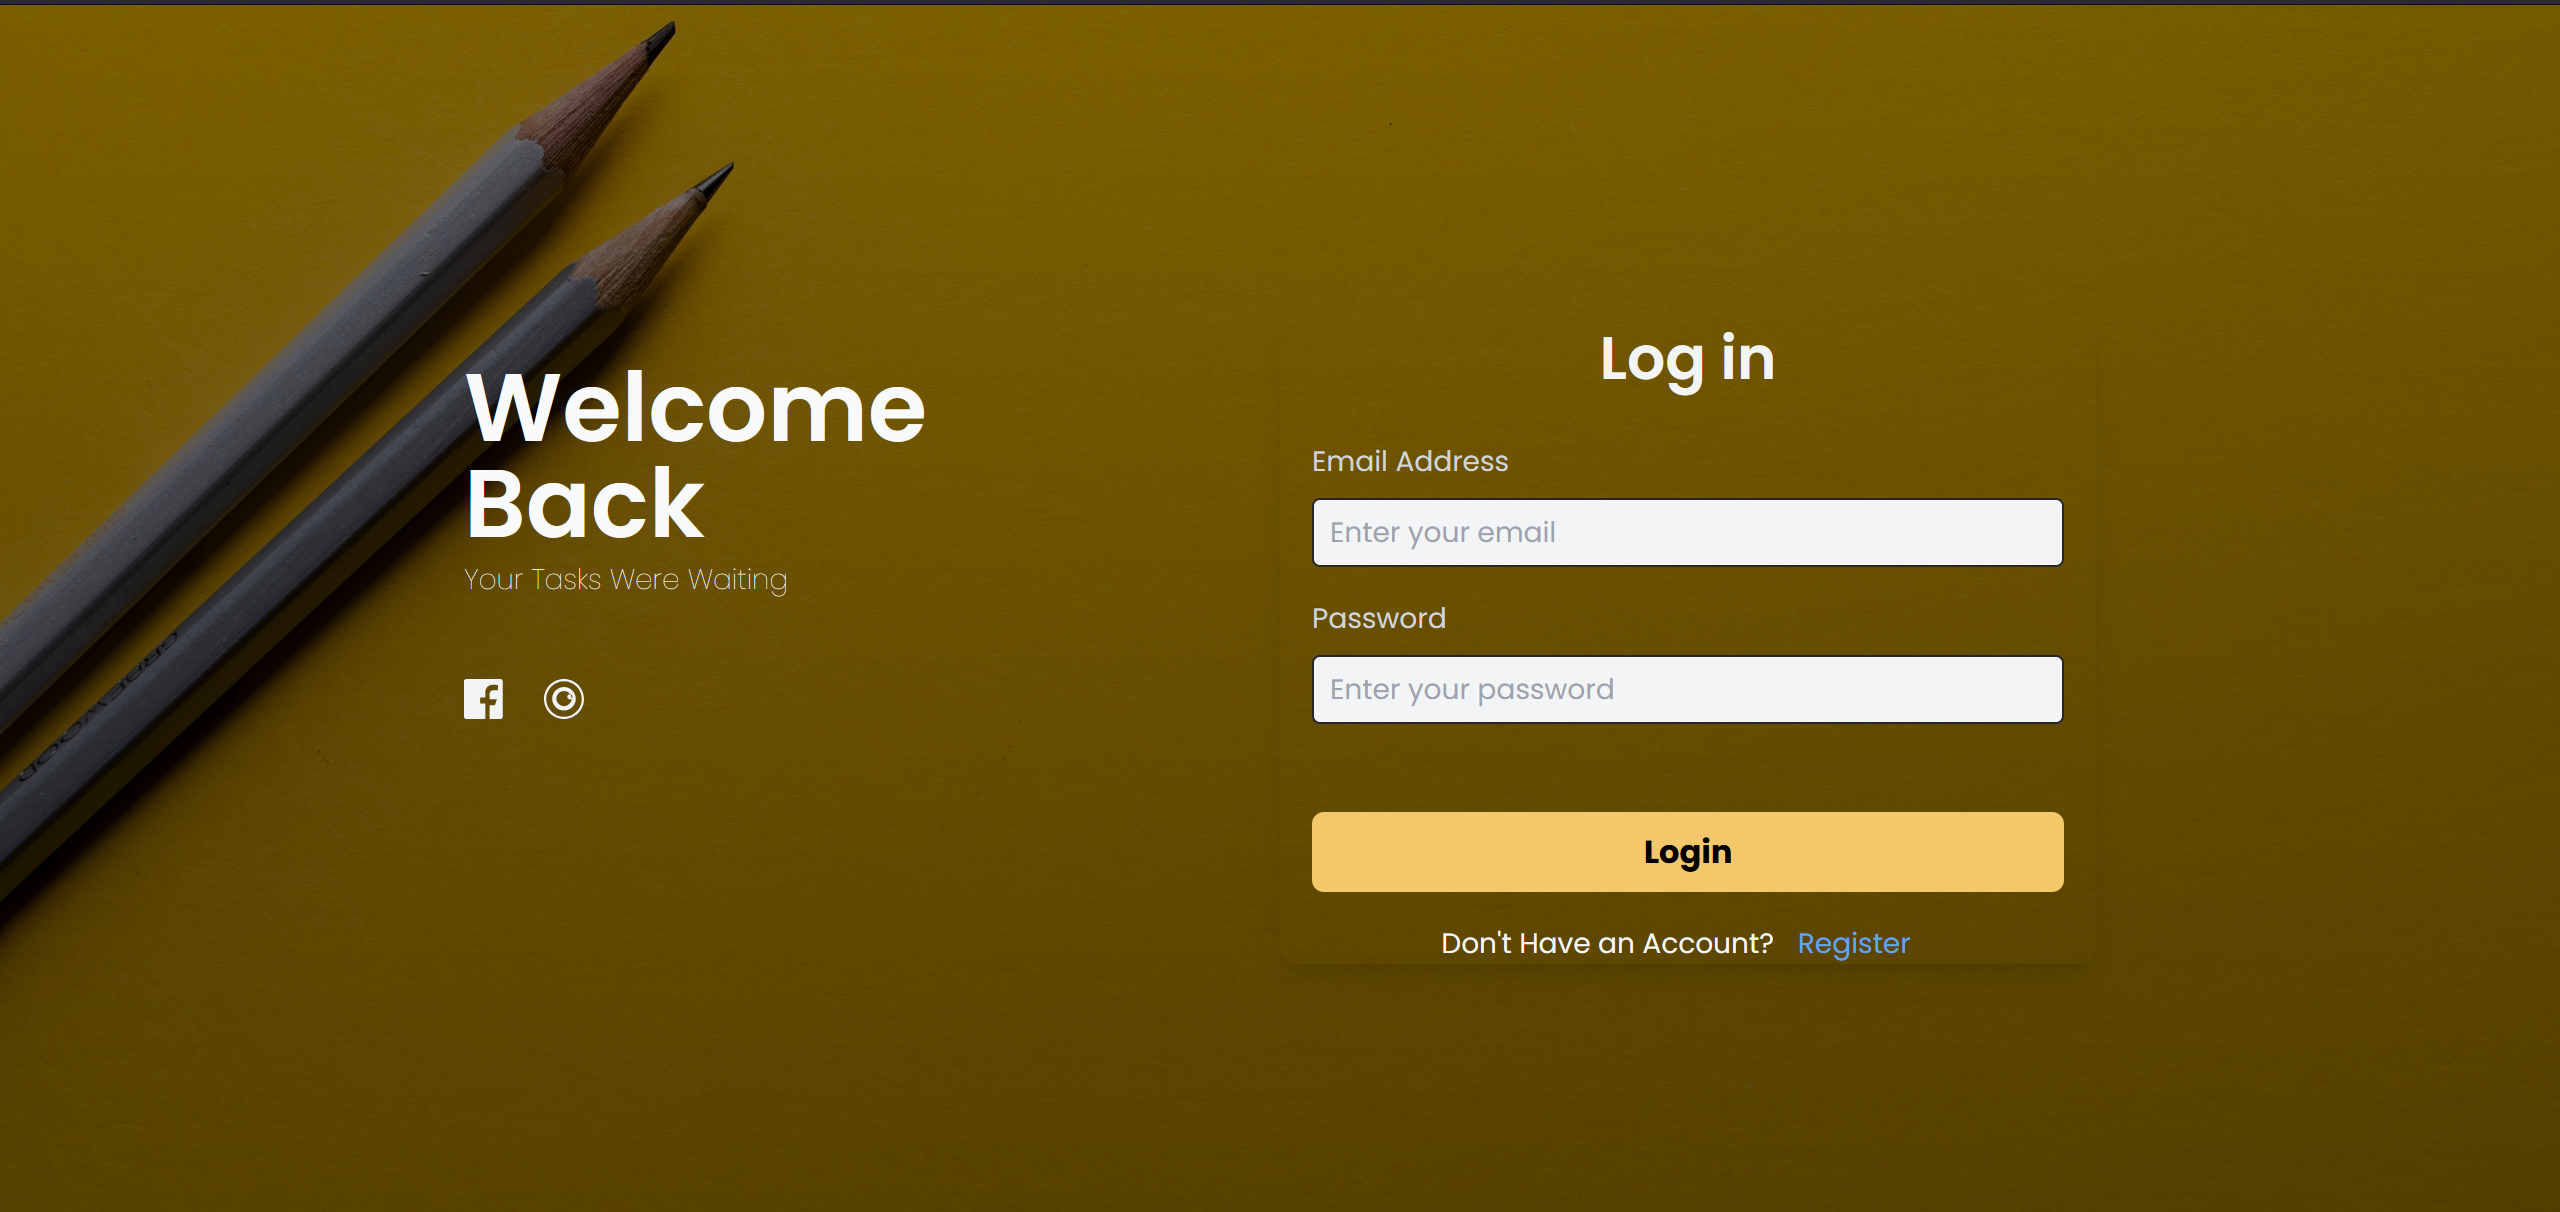 Welcome
Back
Your Tasks Were Waiting
Log in
Email Address
Enter your email
Password
Enter your password
Login
Don't Have an Account? Register